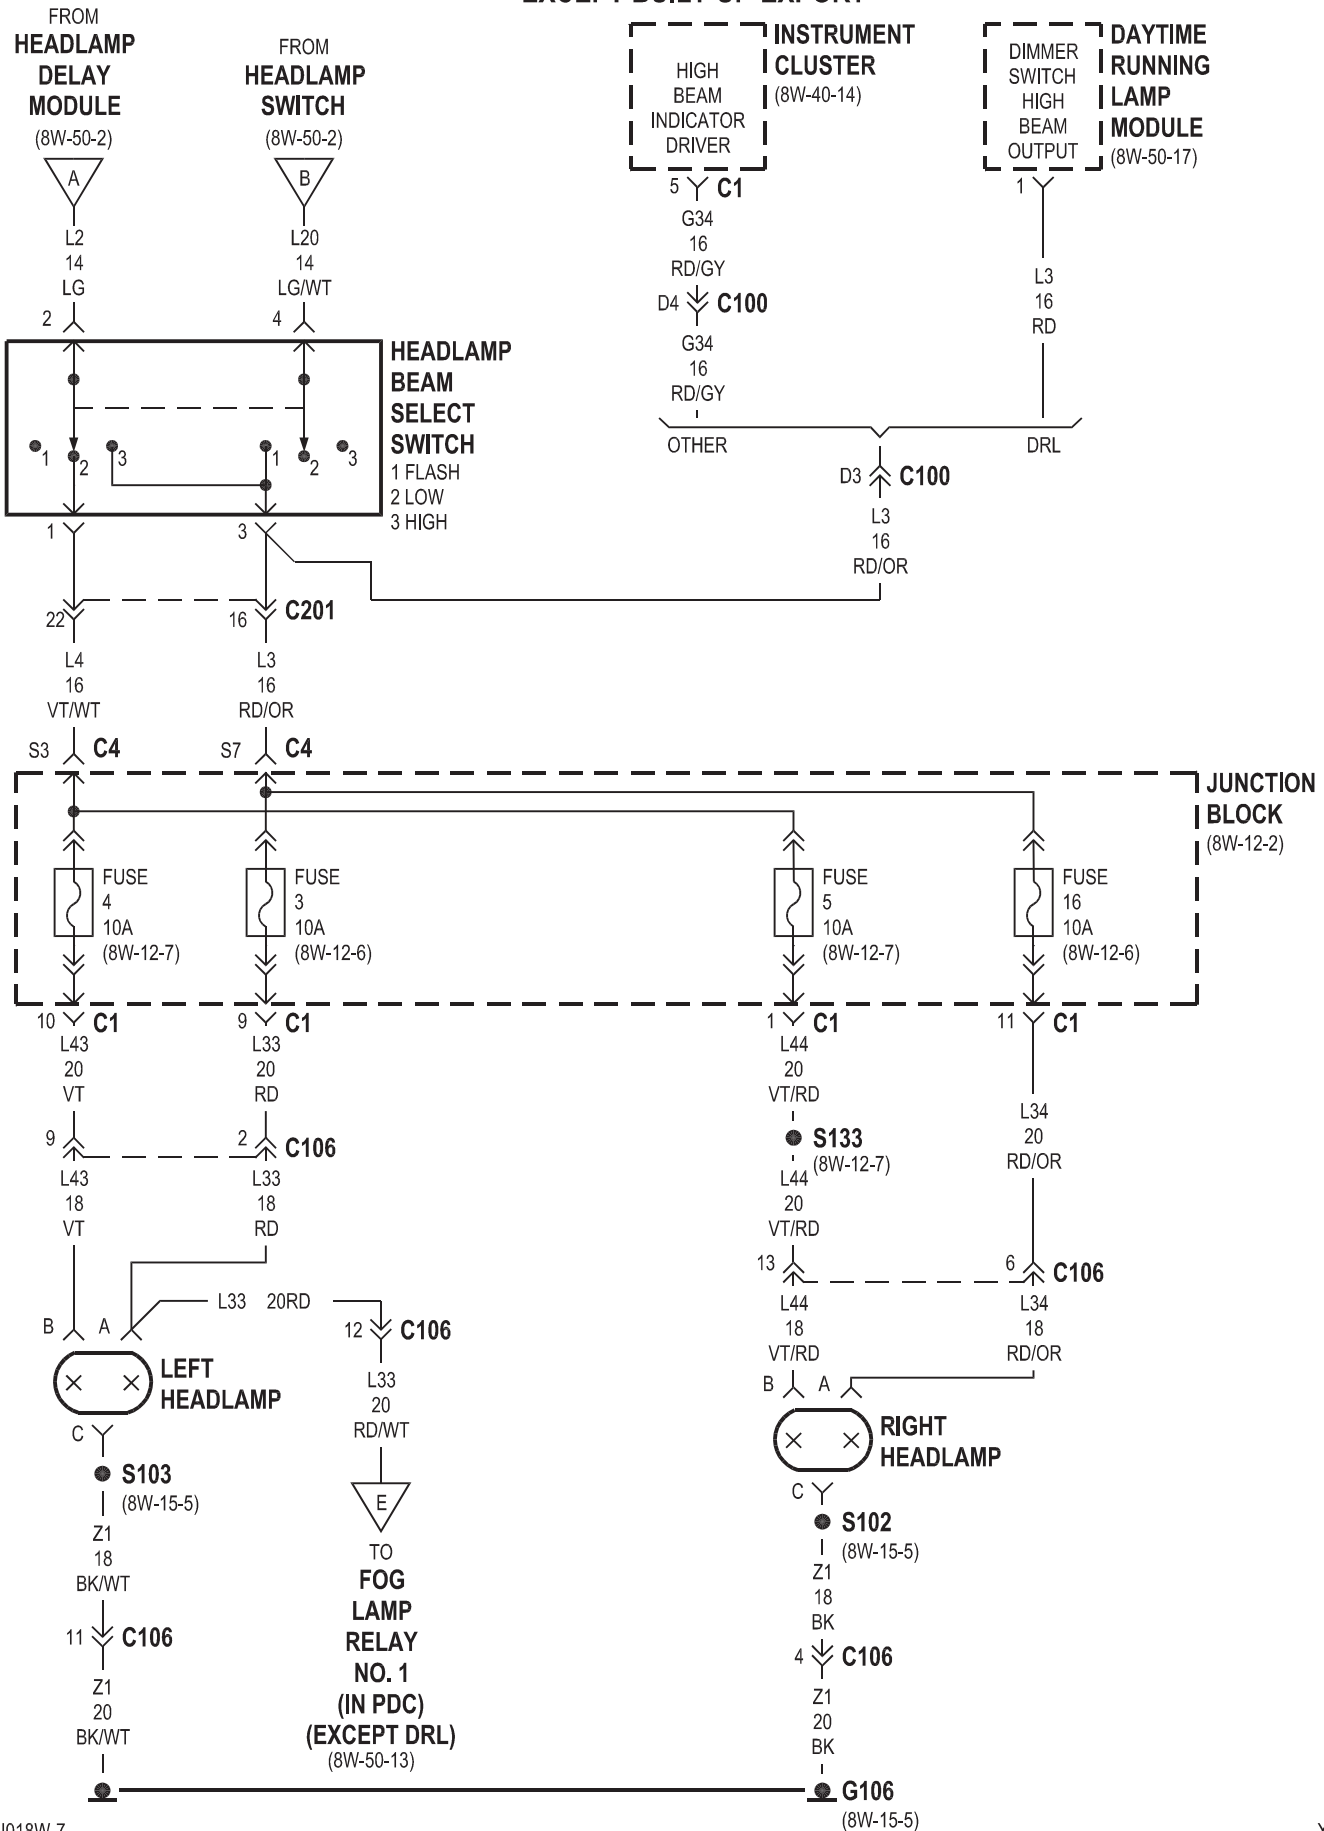 FROM
HEADLAMP
DELAY
MODULE
(8W-50-2)
A
L2
14
LG
2
FROM
HEADLAMP
SWITCH
(8W-50-2)
B
L20
14
LG/WT
4
HIGH
BEAM
INDICATOR
DRIVER
INSTRUMENT
CLUSTER
(8W-40-14)
5
C1
G34
16
RD/GY
D4
C100
G34
16
RD/GY
OTHER
DIMMER
SWITCH
HIGH
BEAM
OUTPUT
DAYTIME
RUNNING
LAMP
MODULE
(8W-50-17)
1
L3
16
RD
DRL
D3
C100
L3
16
RD/OR
HEADLAMP
BEAM
SELECT
SWITCH
1 FLASH
2 LOW
3 HIGH
1
2
3
1
2
3
1
3
22
16
C201
L4
16
VT/WT
L3
16
RD/OR
S3
C4
S7
C4
JUNCTION
BLOCK
(8W-12-2)
FUSE
4
10A
(8W-12-7)
FUSE
3
10A
(8W-12-6)
FUSE
5
10A
(8W-12-7)
FUSE
16
10A
(8W-12-6)
10
C1
9
C1
1
C1
11
C1
L43
20
VT
L33
20
RD
L44
20
VT/RD
L34
20
RD/OR
9
2
C106
S133
(8W-12-7)
L43
18
VT
L33
18
RD
L44
20
VT/RD
13
6
C106
L44
18
VT/RD
L34
18
RD/OR
B
A
L33 20RD
12
C106
LEFT
HEADLAMP
L33
20
RD/WT
E
TO
FOG
LAMP
RELAY
NO. 1
(IN PDC)
(EXCEPT DRL)
(8W-50-13)
C
S103
(8W-15-5)
Z1
18
BK/WT
11
C106
Z1
20
BK/WT
B
A
RIGHT
HEADLAMP
C
S102
(8W-15-5)
Z1
18
BK
4
C106
Z1
20
BK
G106
(8W-15-5)